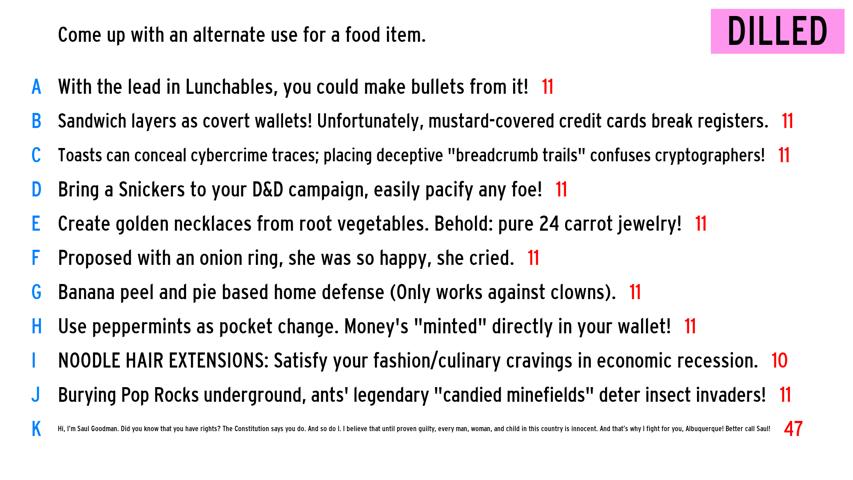 Come up with an alternate use for a food item.
DILLED
A With the lead in Lunchables, you could make bullets from it! 11
B Sandwich layers as covert wallets! Unfortunately, mustard-covered credit cards break registers. 11
C Toasts can conceal cybercrime traces; placing deceptive "breadcrumb trails" confuses cryptographers! 11
D Bring a Snickers to your D&D campaign, easily pacify any foe! 11
E Create golden necklaces from root vegetables. Behold: pure 24 carrot jewelry! 11
F Proposed with an onion ring, she was so happy, she cried. 11
G Banana peel and pie based home defense (Only works against clowns). 11
H Use peppermints as pocket change. Money's "minted" directly in your wallet! 11
I NOODLE HAIR EXTENSIONS: Satisfy your fashion/culinary cravings in economic recession. 10
J Burying Pop Rocks underground, ants' legendary "candied minefields" deter insect invaders! 11
K Hi, I'm Saul Goodman. Did you know that you have rights? The Constitution says you do. And so do I. I believe that until proven guilty, every man, woman, and child in this country is innocent. And that's why I fight for you, Albuquerque! Better call Saul! 47